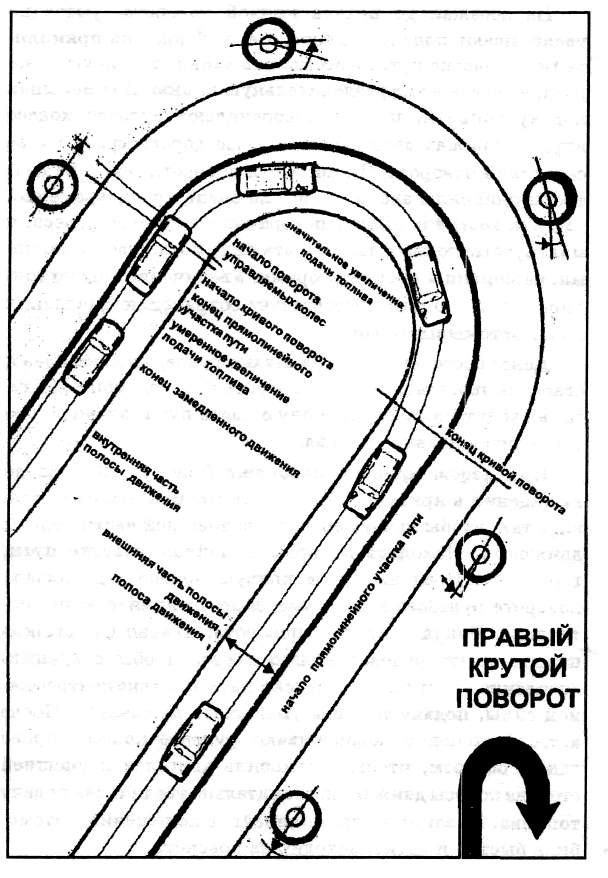 значительное увеличение
подачи топлива
начало поворота
управляемых колес
начало кривого поворота
конец прямолинейного
участка пути
умеренное увеличение
подачи топлива
конец замедленного движения
внутренняя часть
полосы движения
конец кривой поворота
внешняя часть полосы
движения
полоса движения
начало прямолинейного участка пути
ПРАВЫЙ
КРУТОЙ
ПОВОРОТ